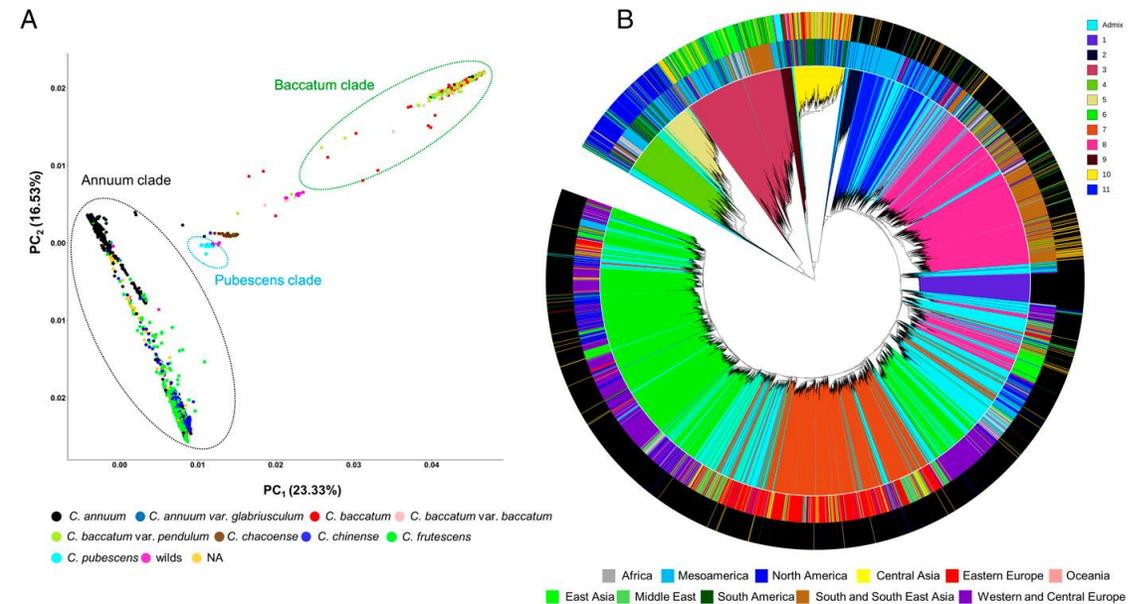 A
B
Baccatum clade
Annuum clade
Pubescens clade
PC2 (16.53%)
0.02
0.01
0.00
0.01
0.02
0.00
0.01
0.02
0.03
0.04
PC1 (23.33%)
C. annuum
C. annuum var. glabriusculum
C. baccatum
C. baccatum var. baccatum
C. baccatum var. pendulum
C. chacoense
C. chinense
C. frutescens
C. pubescens
wilds
NA
Admix
1
2
3
4
5
6
7
8
9
10
11
Africa
Mesoamerica
North America
Central Asia
Eastern Europe
Oceania
East Asia
Middle East
South America
South and South East Asia
Western and Central Europe